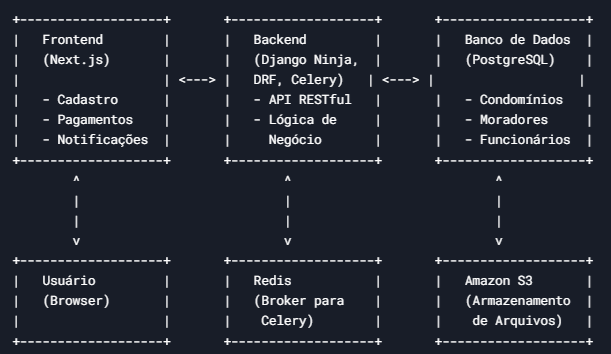 Frontend
(Next.js)
- Cadastro
- Pagamentos
- Notificações
Backend
(Django Ninja,
DRF, Celery)
- API RESTful
- Lógica de
Negócio
Banco de Dados
(PostgreSQL)
- Condomínios
- Moradores
- Funcionários
Usuário
(Browser)
Redis
(Broker para
Celery)
Amazon S3
(Armazenamento
de Arquivos)